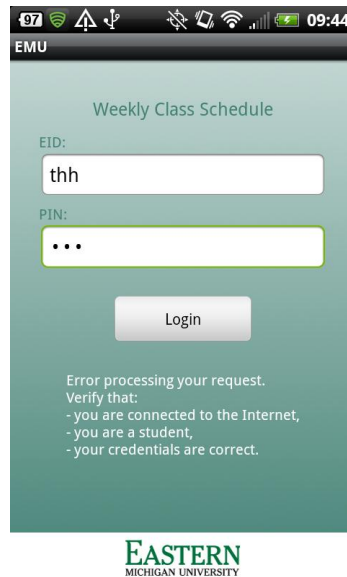 97
09:44
EMU
Weekly Class Schedule
EID:
thh
PIN:
•••
Login
Error processing your request.
Verify that:
- you are connected to the Internet,
- you are a student,
- your credentials are correct.
EASTERN
MICHIGAN UNIVERSITY